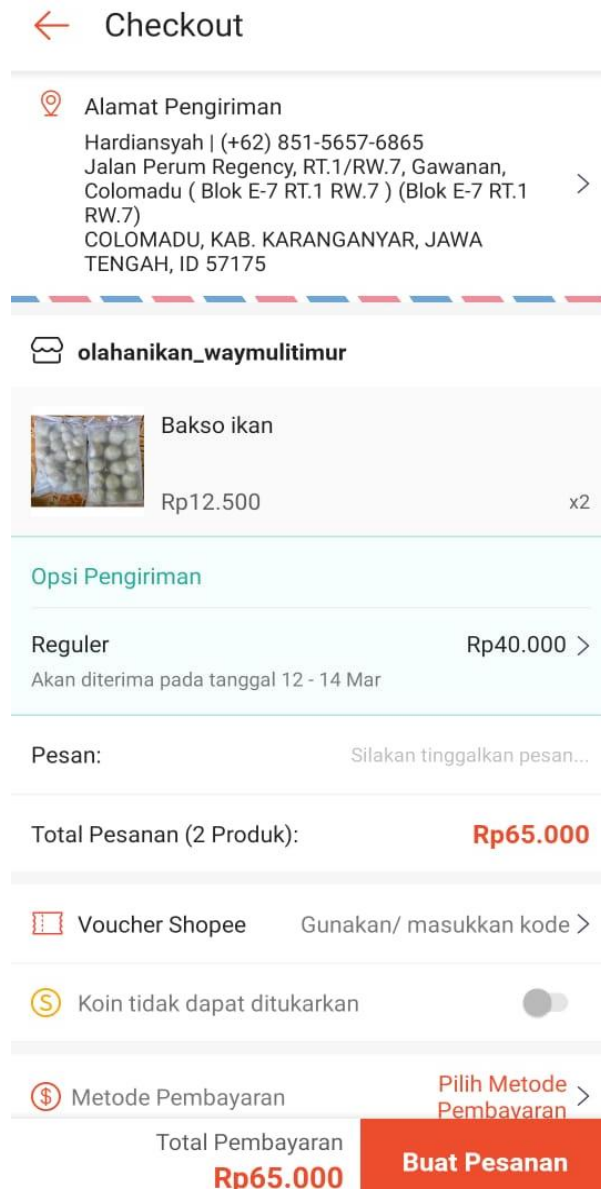 Checkout
Alamat Pengiriman
Hardiansyah | (+62) 851-5657-6865
Jalan Perum Regency, RT.1/RW.7, Gawanan,
Colomadu ( Blok E-7 RT.1 RW.7 ) (Blok E-7 RT.1
RW.7)
COLOMADU, KAB. KARANGANYAR, JAWA
TENGAH, ID 57175
olahanikan_waymulitimur
Bakso ikan
Rp12.500 x2
Opsi Pengiriman
Reguler Rp40.000
Akan diterima pada tanggal 12 - 14 Mar
Pesan: Silakan tinggalkan pesan...
Total Pesanan (2 Produk): Rp65.000
Voucher Shopee Gunakan/ masukkan kode
Koin tidak dapat ditukarkan
Metode Pembayaran Pilih Metode
Pembayaran
Total Pembayaran
Rp65.000
Buat Pesanan